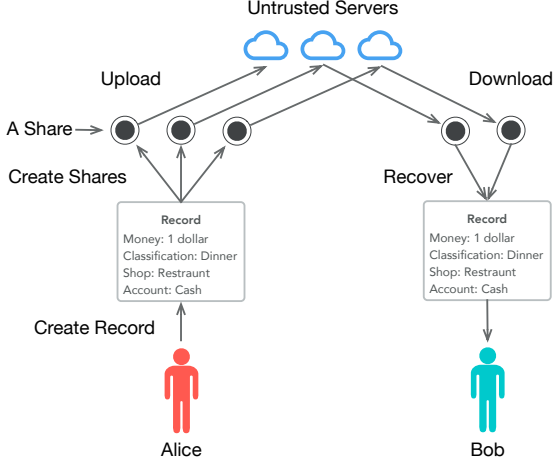 Untrusted Servers
Upload
Download
A Share
Create Shares
Recover
Record
Money: 1 dollar
Classification: Dinner
Shop: Restraunt
Account: Cash
Record
Money: 1 dollar
Classification: Dinner
Shop: Restraunt
Account: Cash
Create Record
Alice
Bob